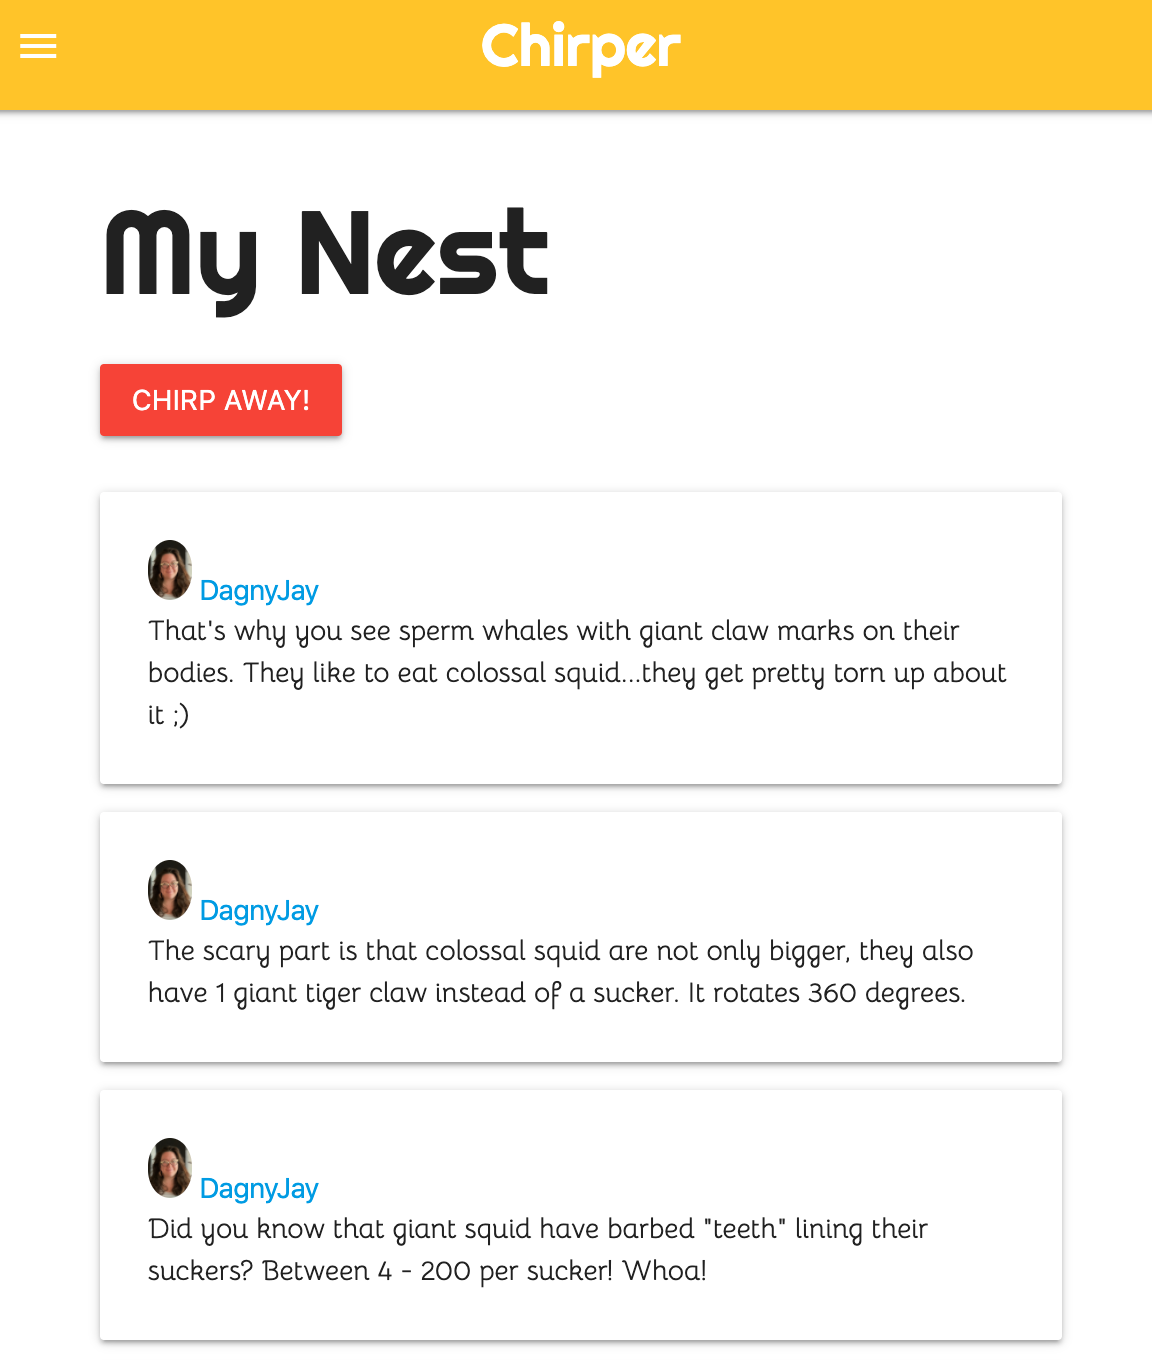 Chirper
My Nest
CHIRP AWAY!
DagnyJay
That's why you see sperm whales with giant claw marks on their
bodies. They like to eat colossal squid...they get pretty torn up about
it ;)
DagnyJay
The scary part is that colossal squid are not only bigger, they also
have 1 giant tiger claw instead of a sucker. It rotates 360 degrees.
DagnyJay
Did you know that giant squid have barbed "teeth" lining their
suckers? Between 4 - 200 per sucker! Whoa!